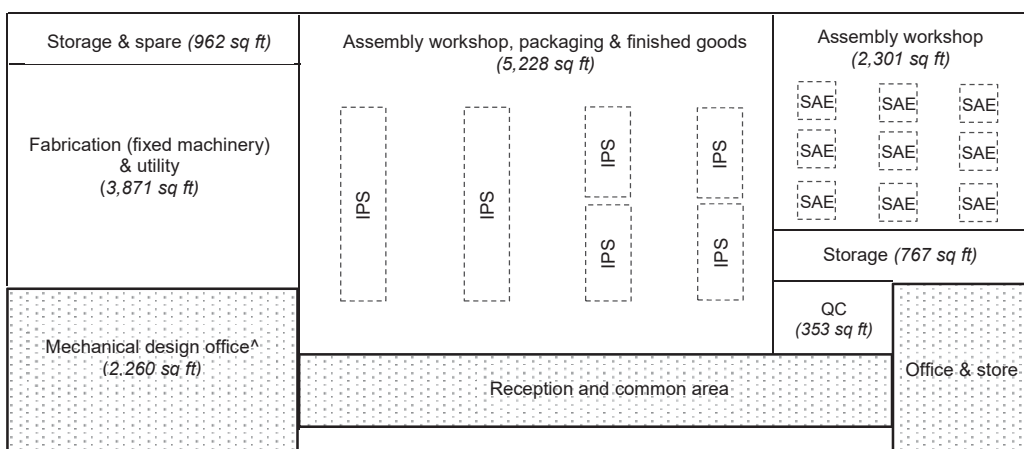 Storage & spare (962 sq ft)
Assembly workshop, packaging & finished goods
(5,228 sq ft)
Assembly workshop
(2,301 sq ft)
SAE SAE SAE
SAE SAE SAE
SAE SAE SAE
Fabrication (fixed machinery)
& utility
(3,871 sq ft)
IPS
IPS
IPS
IPS
IPS
IPS
Storage (767 sq ft)
QC
(353 sq ft)
Mechanical design office^
(2,260 sq ft)
Reception and common area
Office & store